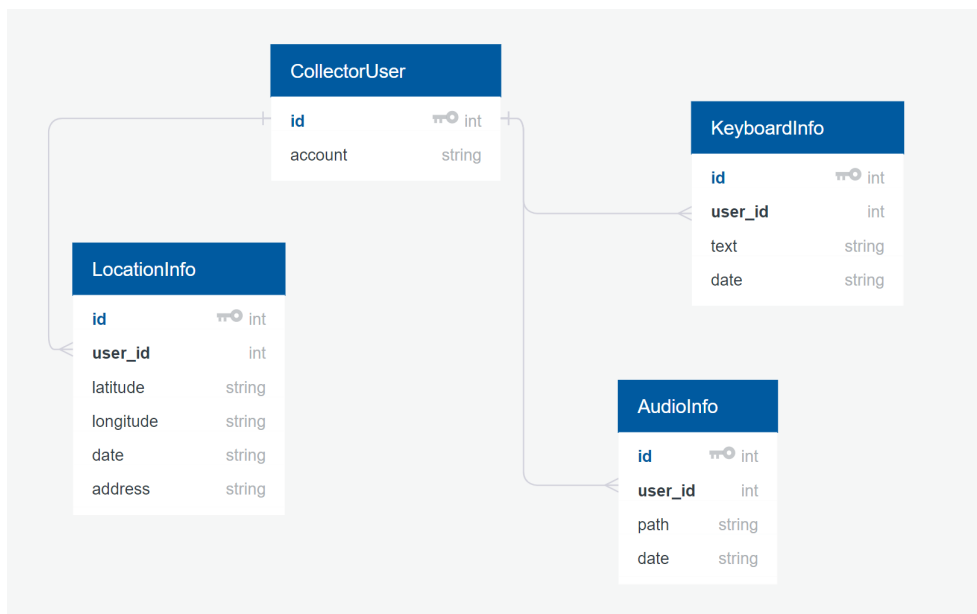 CollectorUser
id int
account string
KeyboardInfo
id int
user_id int
text string
date string
LocationInfo
id int
user_id int
latitude string
longitude string
date string
address string
AudioInfo
id int
user_id int
path string
date string